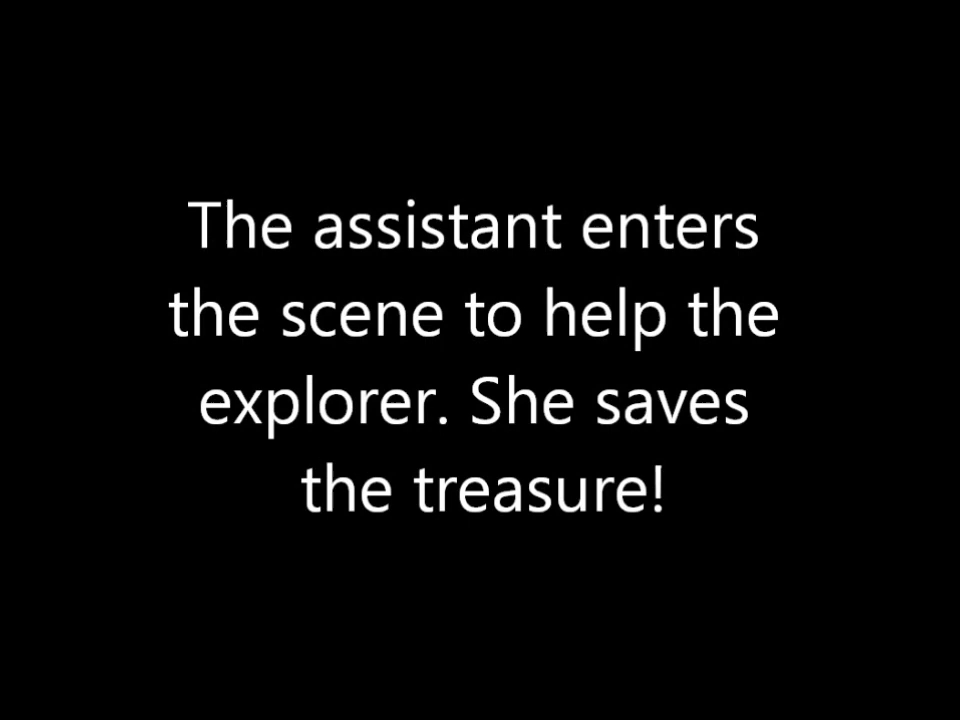 The assistant enters
the scene to help the
explorer. She saves
the treasure!